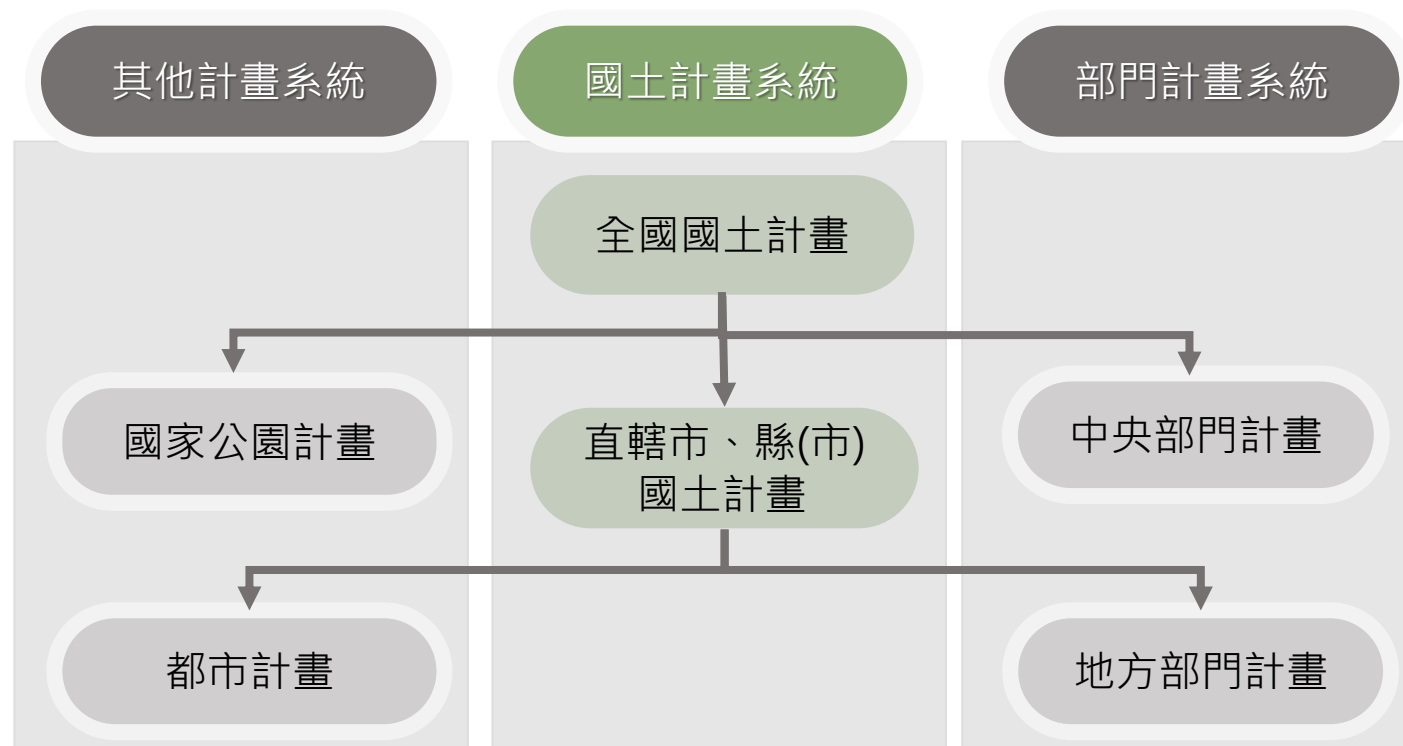 其他計畫系統
國土計畫系統
部門計畫系統
全國國土計畫
國家公園計畫
直轄市、縣(市)
國土計畫
中央部門計畫
都市計畫
地方部門計畫